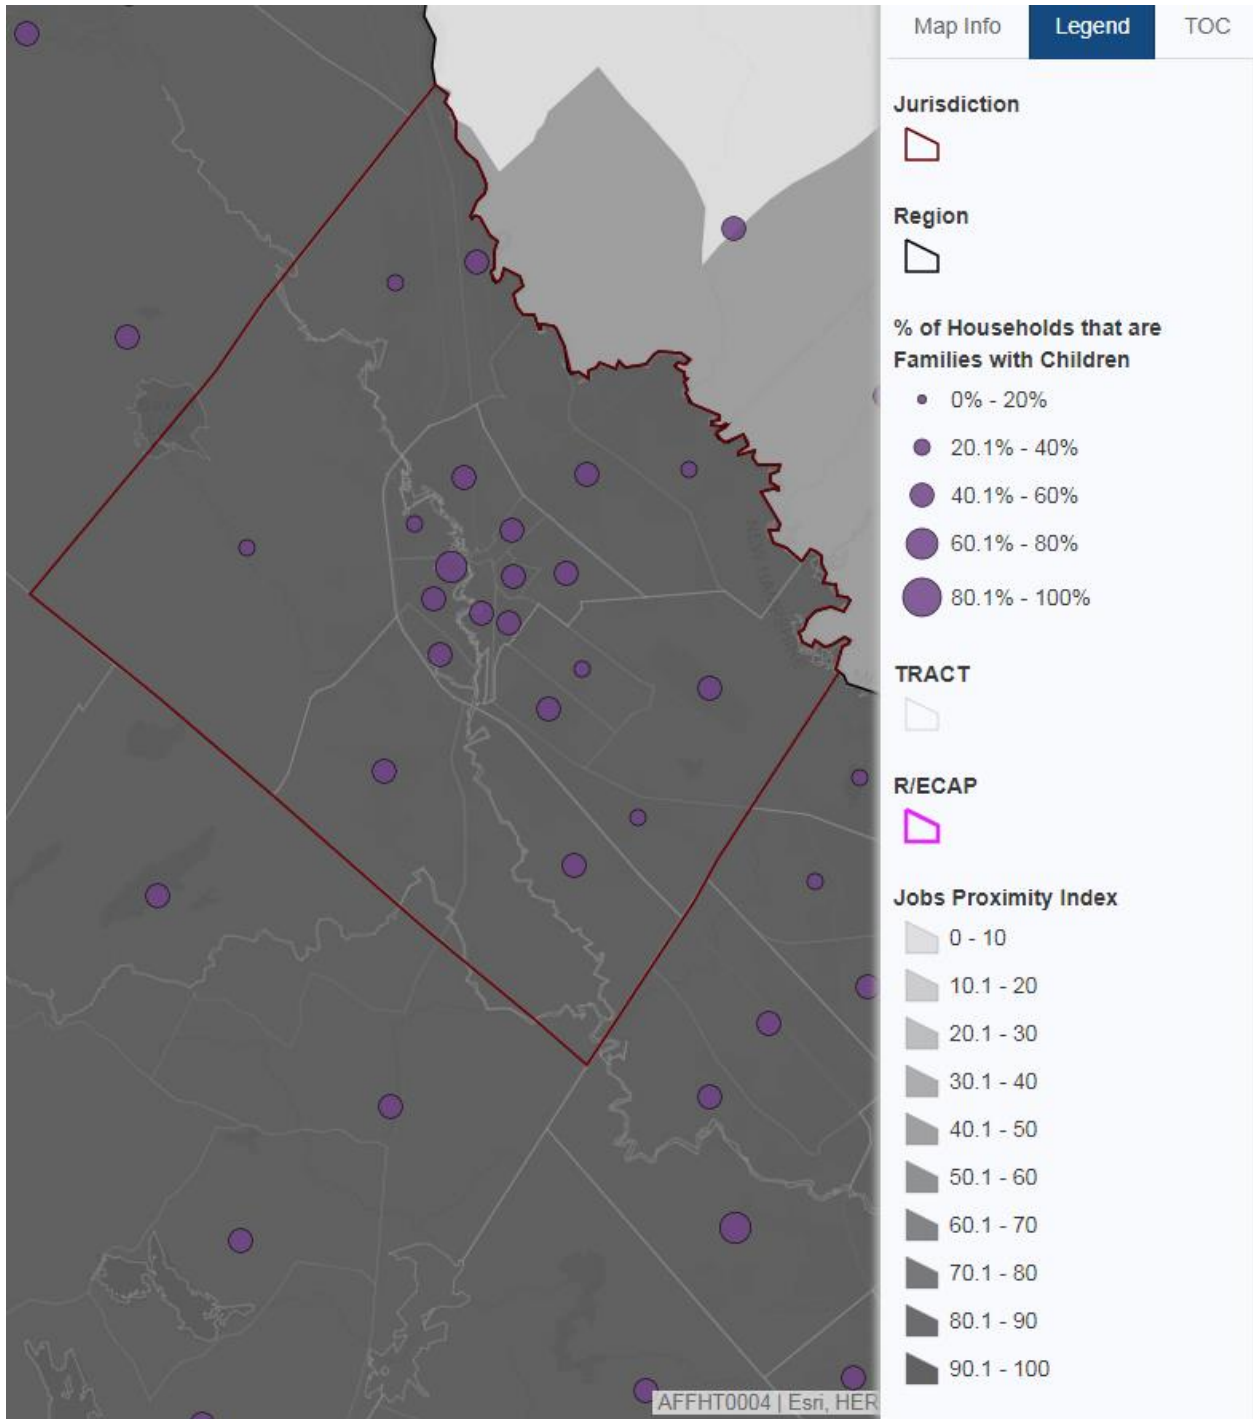 Map Info
Legend
TOC
Jurisdiction
Region
% of Households that are
Families with Children
0% - 20%
20.1% - 40%
40.1% - 60%
60.1% - 80%
80.1% - 100%
TRACT
R/ECAP
Jobs Proximity Index
0 - 10
10.1 - 20
20.1 - 30
30.1 - 40
40.1 - 50
50.1 - 60
60.1 - 70
70.1 - 80
80.1 - 90
90.1 - 100
AFFHT0004 | Esri, HER